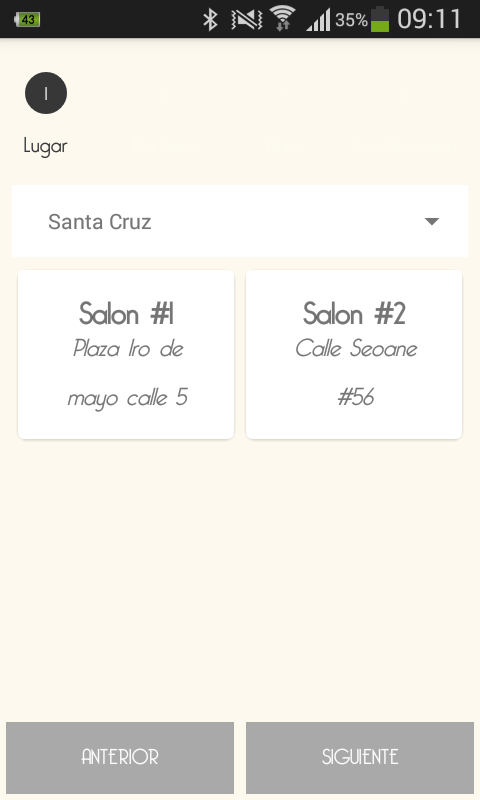 43 35% 09:11
1
Lugar
Santa Cruz
Salon #1
Plaza 1ro de
mayo calle 5
Salon #2
Calle Seoane
#56
ANTERIOR SIGUIENTE